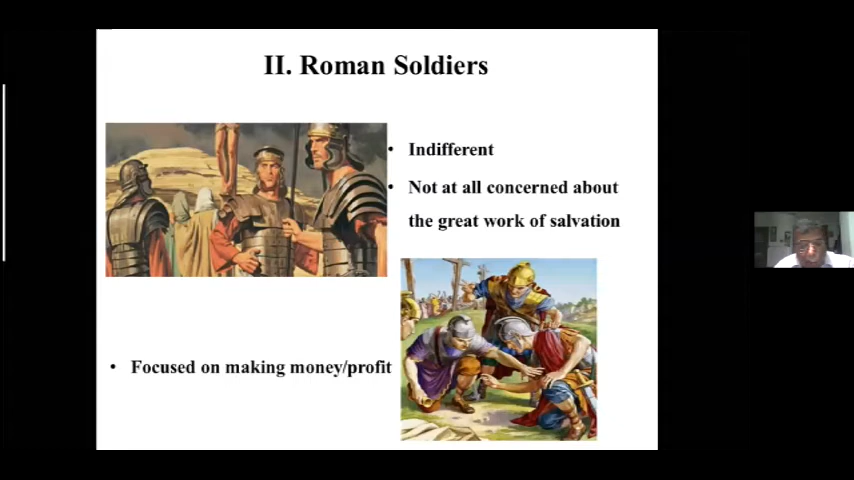 II. Roman Soldiers
• Indifferent
• Not at all concerned about
the great work of salvation
• Focused on making money/profit